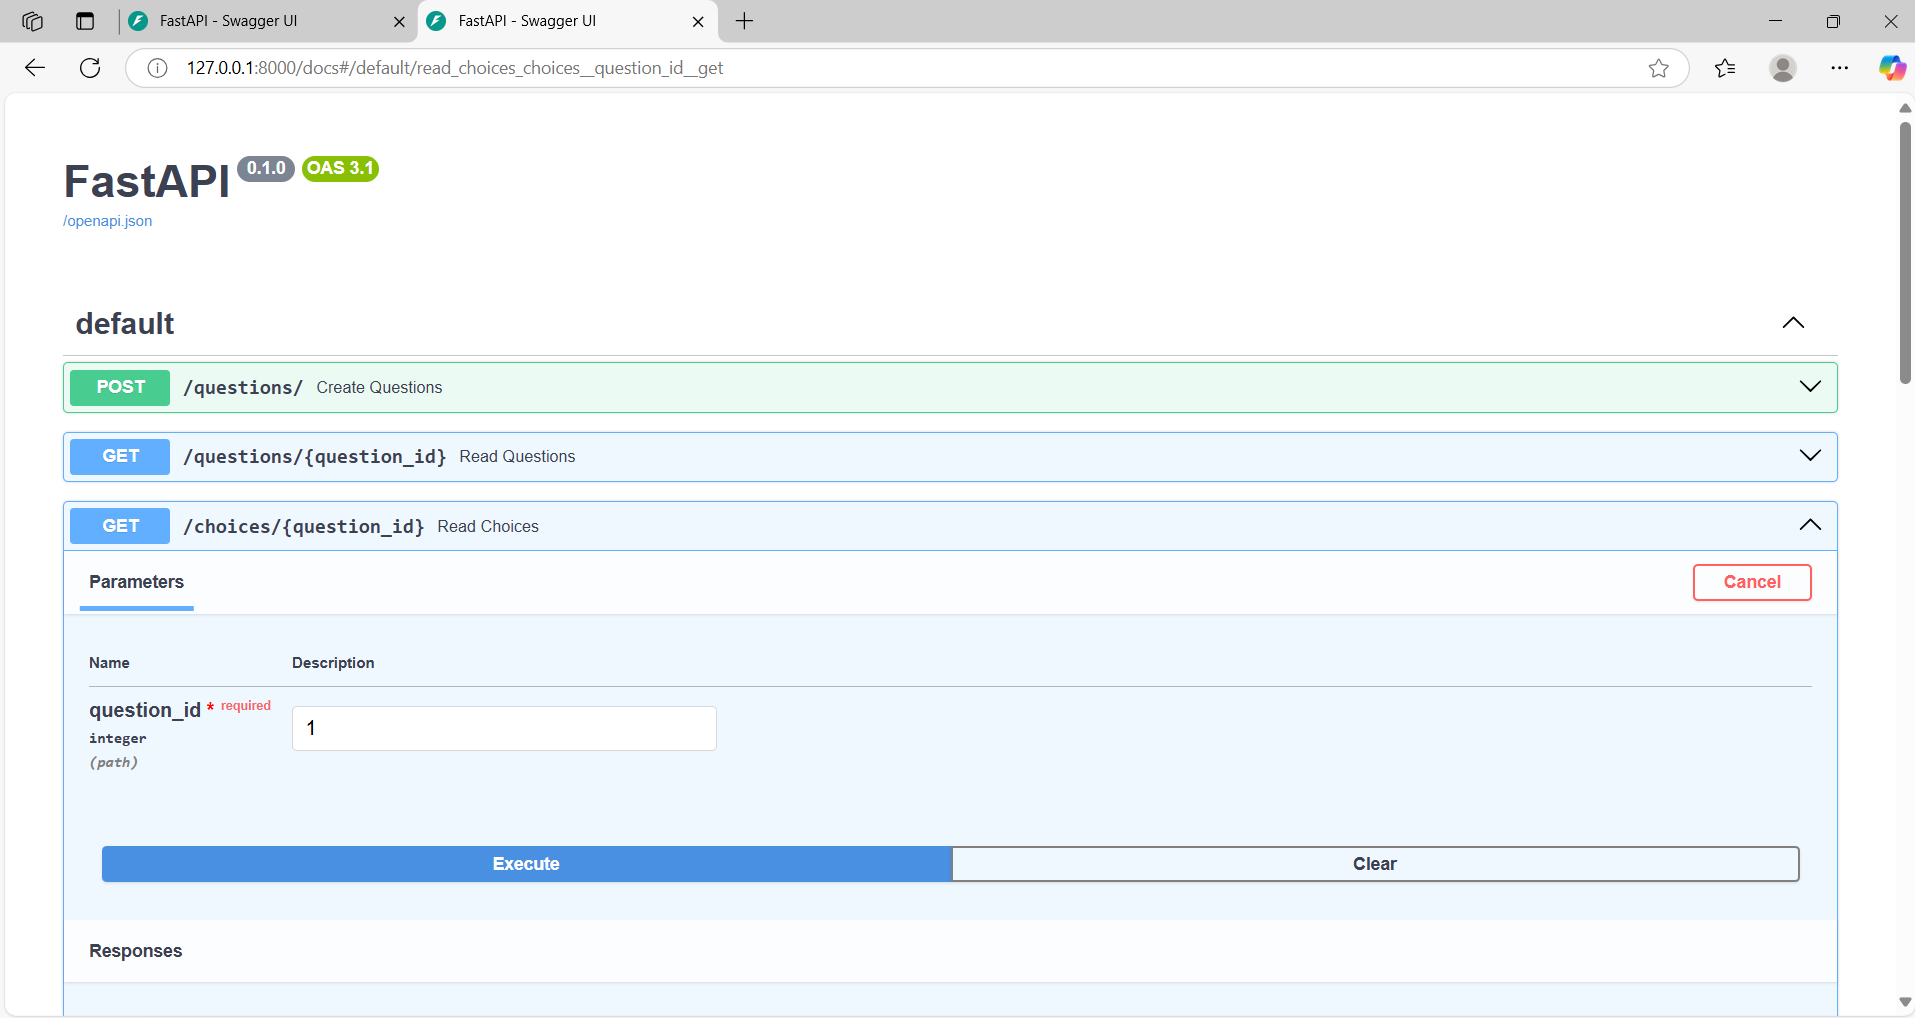 FastAPI - Swagger UI
FastAPI - Swagger UI
127.0.0.1:8000/docs#/default/read_choices_choices__question_id__get
FastAPI 0.1.0 OAS 3.1
/openapi.json
default
POST /questions/ Create Questions
GET /questions/{question_id} Read Questions
GET /choices/{question_id} Read Choices
Parameters
Cancel
Name Description
question_id * required
integer
(path)
1
Execute
Clear
Responses